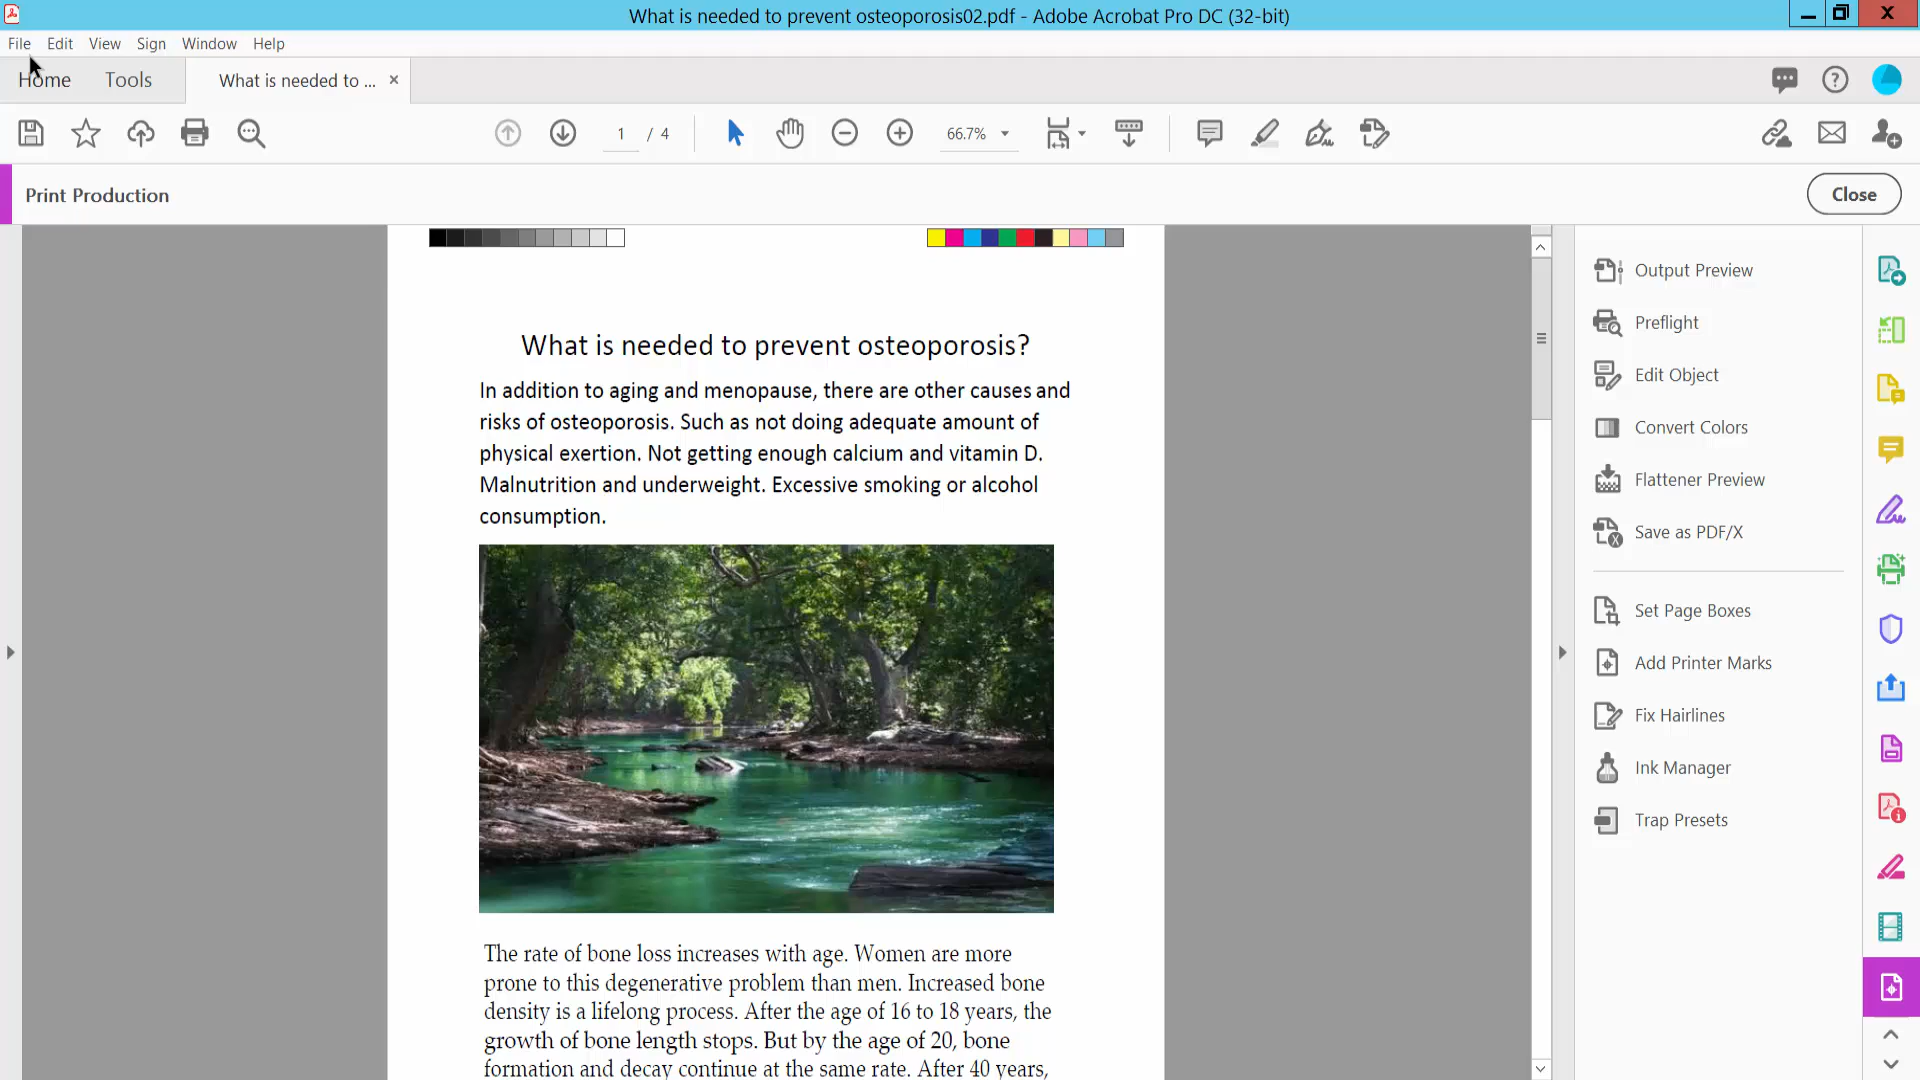 What is needed to prevent osteoporosis02.pdf - Adobe Acrobat Pro DC (32-bit)
File Edit View Sign Window Help
Home Tools What is needed to ... ×
1 / 4 66.7%
Print Production Close
What is needed to prevent osteoporosis?
In addition to aging and menopause, there are other causes and
risks of osteoporosis. Such as not doing adequate amount of
physical exertion. Not getting enough calcium and vitamin D.
Malnutrition and underweight. Excessive smoking or alcohol
consumption.
The rate of bone loss increases with age. Women are more
prone to this degenerative problem than men. Increased bone
density is a lifelong process. After the age of 16 to 18 years, the
growth of bone length stops. But by the age of 20, bone
formation and decay continue at the same rate. After 40 years,
Output Preview
Preflight
Edit Object
Convert Colors
Flattener Preview
Save as PDF/X
Set Page Boxes
Add Printer Marks
Fix Hairlines
Ink Manager
Trap Presets